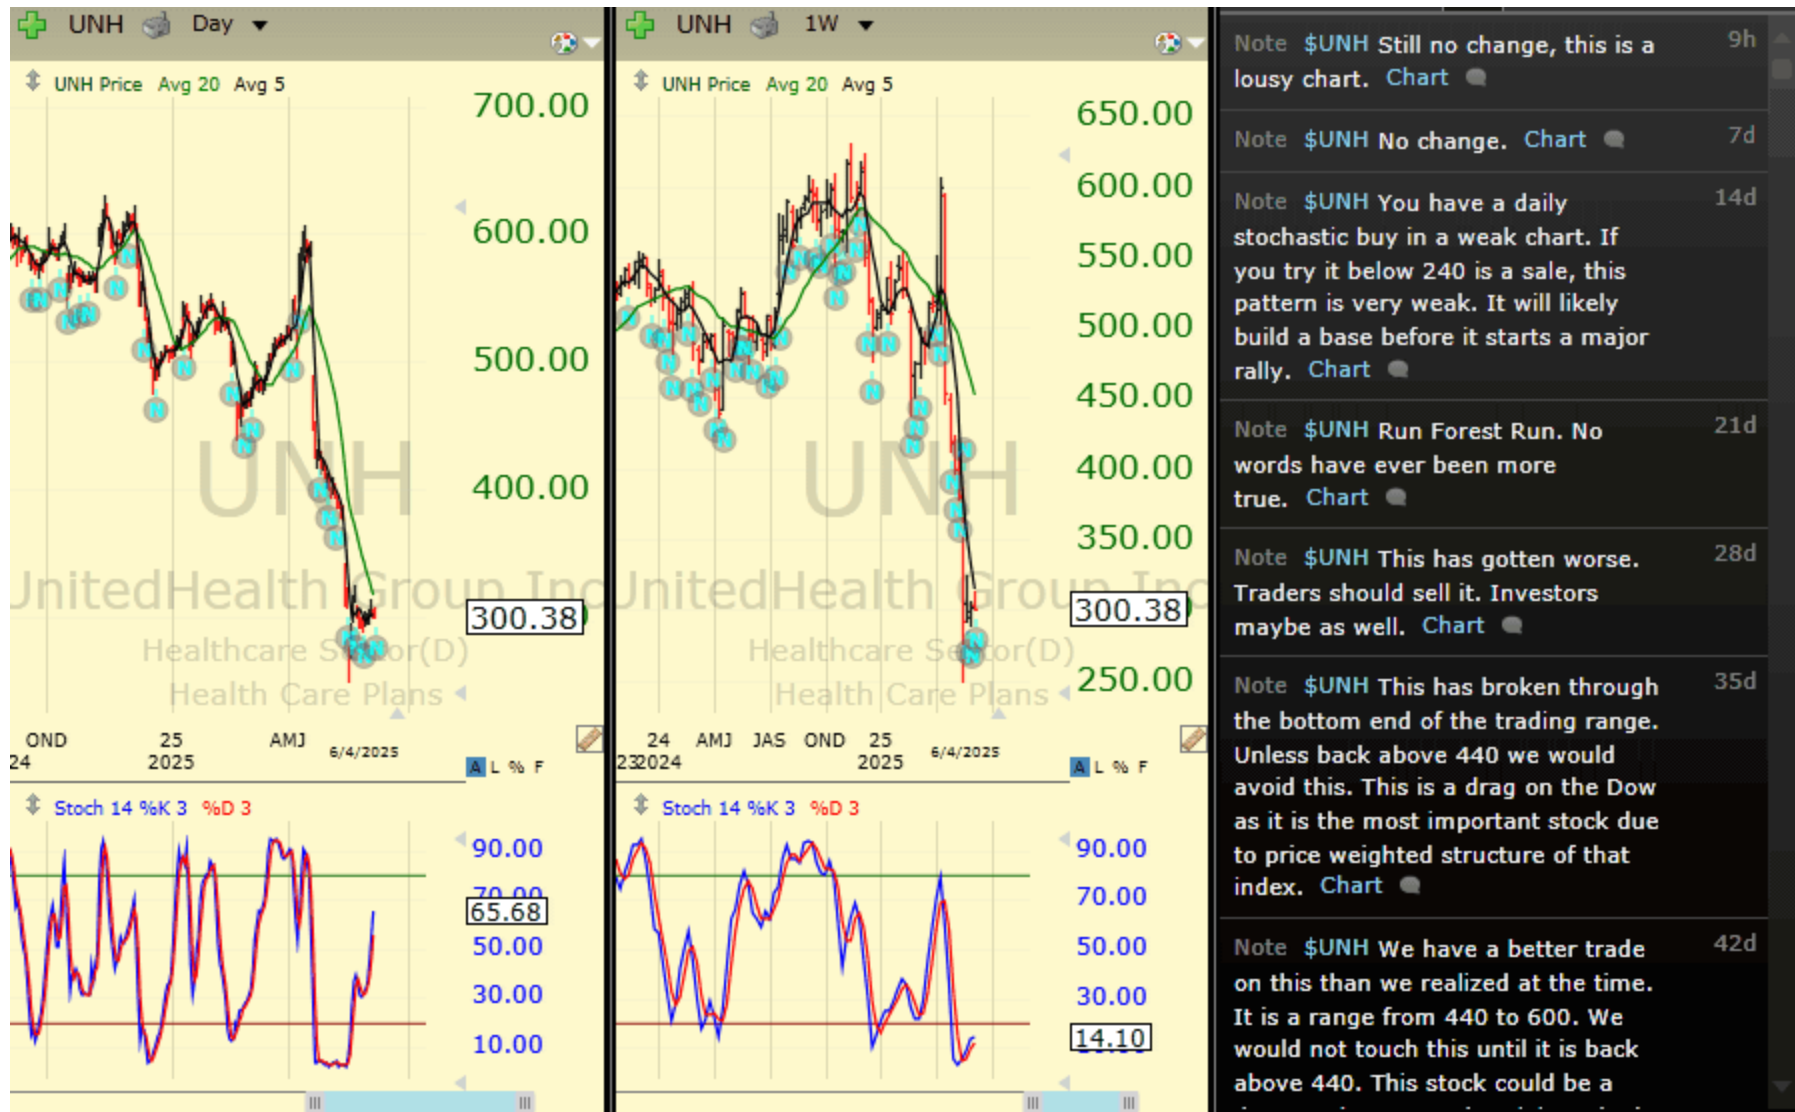 UNH Day
UNH Price Avg 20 Avg 5
700.00
600.00
500.00
400.00
300.38
UNH
UnitedHealth Group Inc
Healthcare Sector(D)
Health Care Plans
OND 25 AMJ 6/4/2025
24 2025
A L % F
Stoch 14 %K 3 %D 3
90.00
70.00
65.68
50.00
30.00
10.00
UNH 1W
UNH Price Avg 20 Avg 5
650.00
600.00
550.00
500.00
450.00
400.00
350.00
300.38
250.00
UNH
UnitedHealth Group Inc
Healthcare Sector(D)
Health Care Plans
24 AMJ JAS OND 25 6/4/2025
23 2024 2025
A L % F
Stoch 14 %K 3 %D 3
90.00
70.00
50.00
30.00
14.10
Note $UNH Still no change, this is a 9h
lousy chart. Chart
Note $UNH No change. Chart 7d
Note $UNH You have a daily 14d
stochastic buy in a weak chart. If
you try it below 240 is a sale, this
pattern is very weak. It will likely
build a base before it starts a major
rally. Chart
Note $UNH Run Forest Run. No 21d
words have ever been more
true. Chart
Note $UNH This has gotten worse. 28d
Traders should sell it. Investors
maybe as well. Chart
Note $UNH This has broken through 35d
the bottom end of the trading range.
Unless back above 440 we would
avoid this. This is a drag on the Dow
as it is the most important stock due
to price weighted structure of that
index. Chart
Note $UNH We have a better trade 42d
on this than we realized at the time.
It is a range from 440 to 600. We
would not touch this until it is back
above 440. This stock could be a